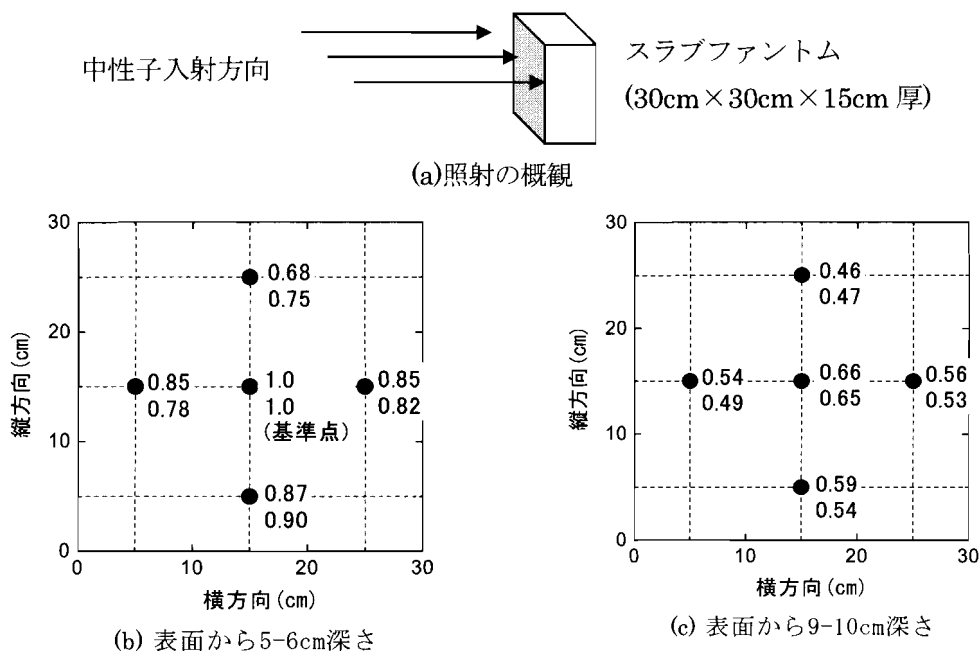 中性子入射方向
スラブファントム
(30cm×30cm×15cm 厚)
(a)照射の概観
30
20
10
0
縦方向(cm)
0.68
0.75
0.85
0.78
1.0
1.0
(基準点)
0.85
0.82
0.87
0.90
0 10 20 30
横方向(cm)
(b) 表面から5-6cm深さ
30
20
10
0
縦方向(cm)
0.46
0.47
0.54
0.49
0.66
0.65
0.56
0.53
0.59
0.54
0 10 20 30
横方向(cm)
(c) 表面から9-10cm深さ